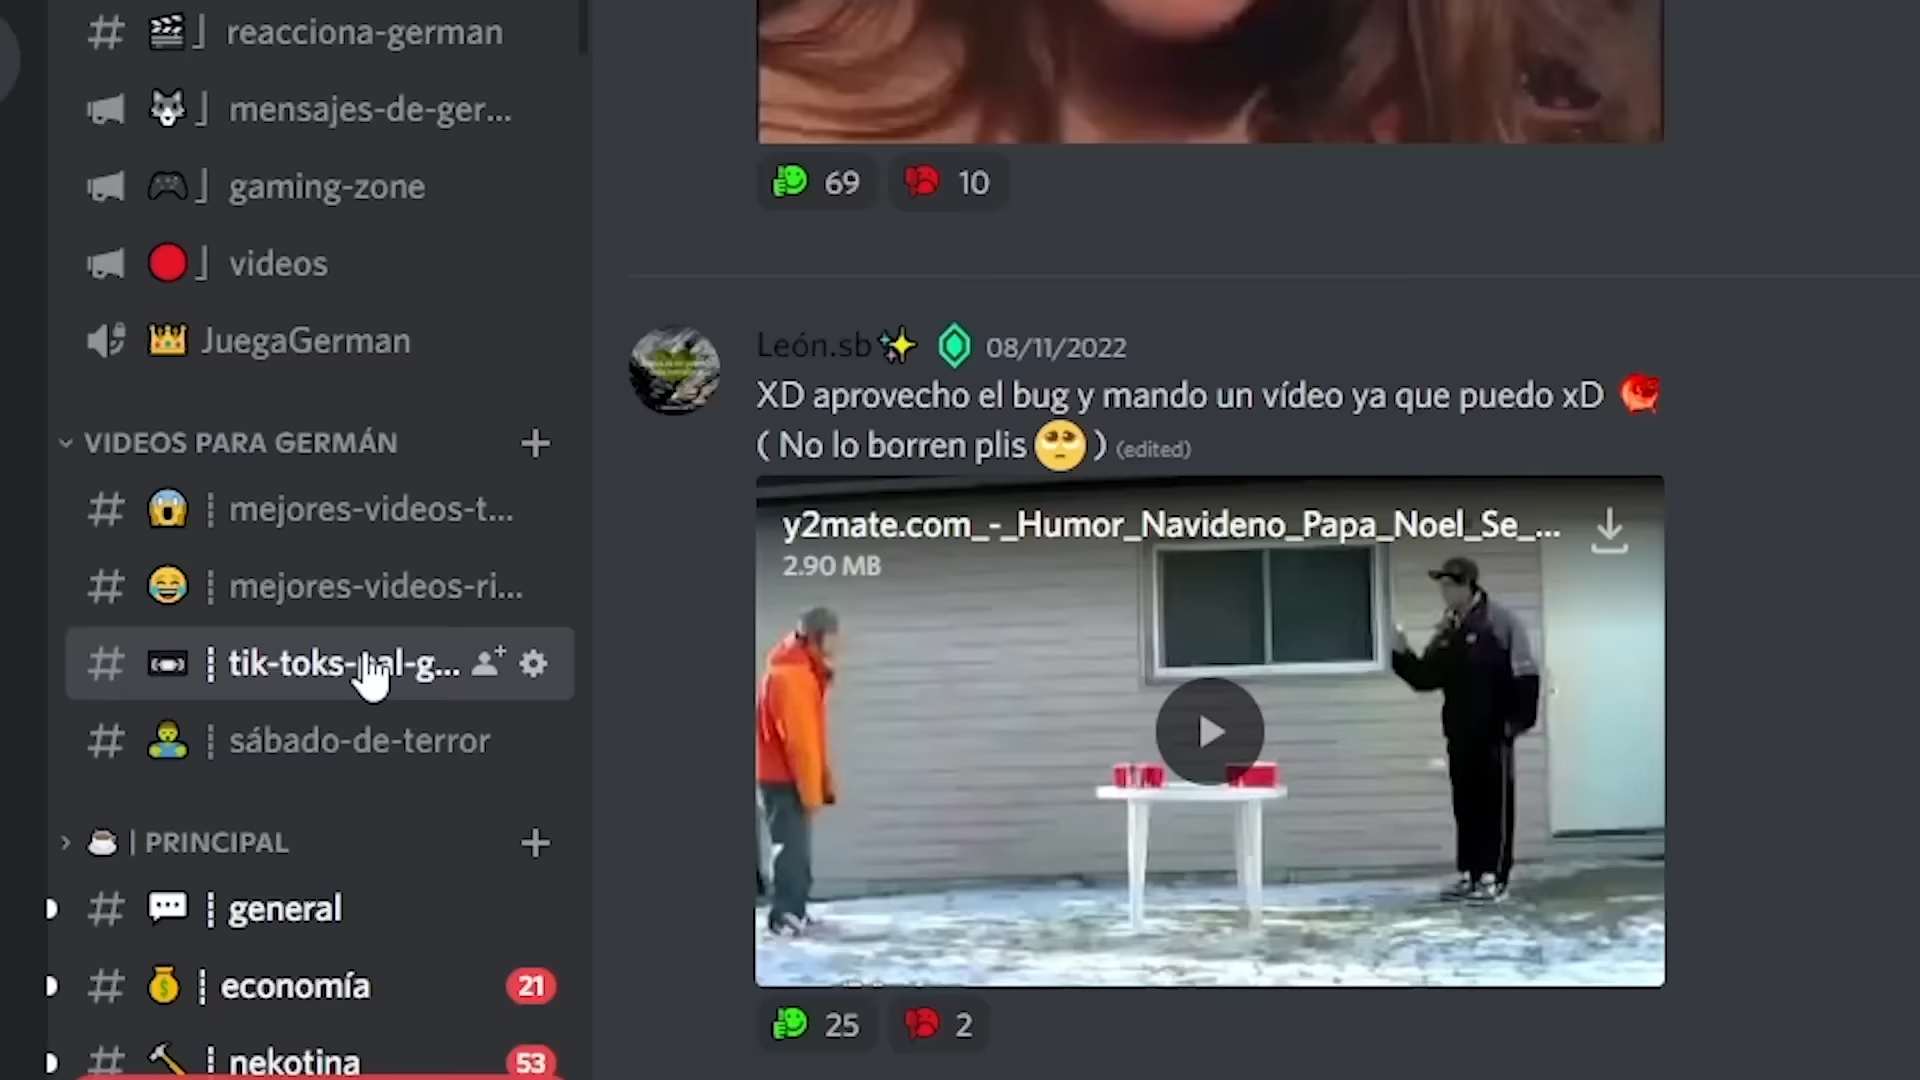 reacciona-german
mensajes-de-ger...
gaming-zone
videos
JuegaGerman
VIDEOS PARA GERMÁN
mejores-videos-t...
mejores-videos-ri...
tik-toks-pal-g...
sábado-de-terror
| PRINCIPAL
general
economía 21
nekotina 53
69 10
León.sb 08/11/2022
XD aprovecho el bug y mando un vídeo ya que puedo xD
( No lo borren plis ) (edited)
y2mate.com_-_Humor_Navideno_Papa_Noel_Se_...
2.90 MB
25 2